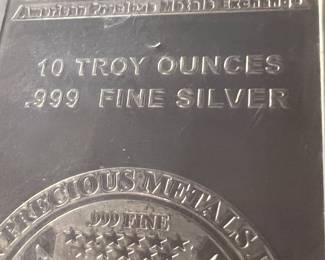 American Precious Metals Exchange
10 TROY OUNCES
.999 FINE SILVER
PRECIOUS METALS
.999 FINE